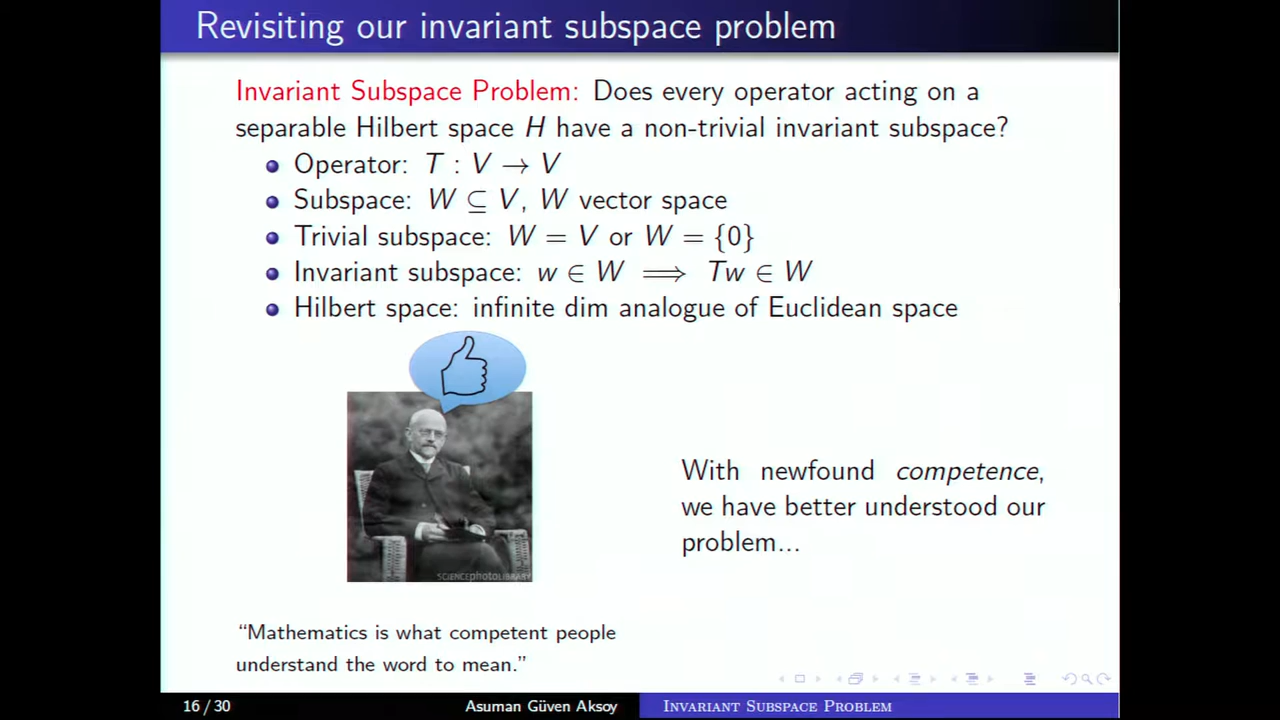 Revisiting our invariant subspace problem
Invariant Subspace Problem: Does every operator acting on a
separable Hilbert space H have a non-trivial invariant subspace?
Operator: T : V → V
Subspace: W ⊆ V, W vector space
Trivial subspace: W = V or W = {0}
Invariant subspace: w ∈ W ⟹ Tw ∈ W
Hilbert space: infinite dim analogue of Euclidean space
SCIENCEphotoLIBRARY
With newfound competence,
we have better understood our
problem...
“Mathematics is what competent people
understand the word to mean.”
16 / 30
Asuman Güven Aksoy
Invariant Subspace Problem